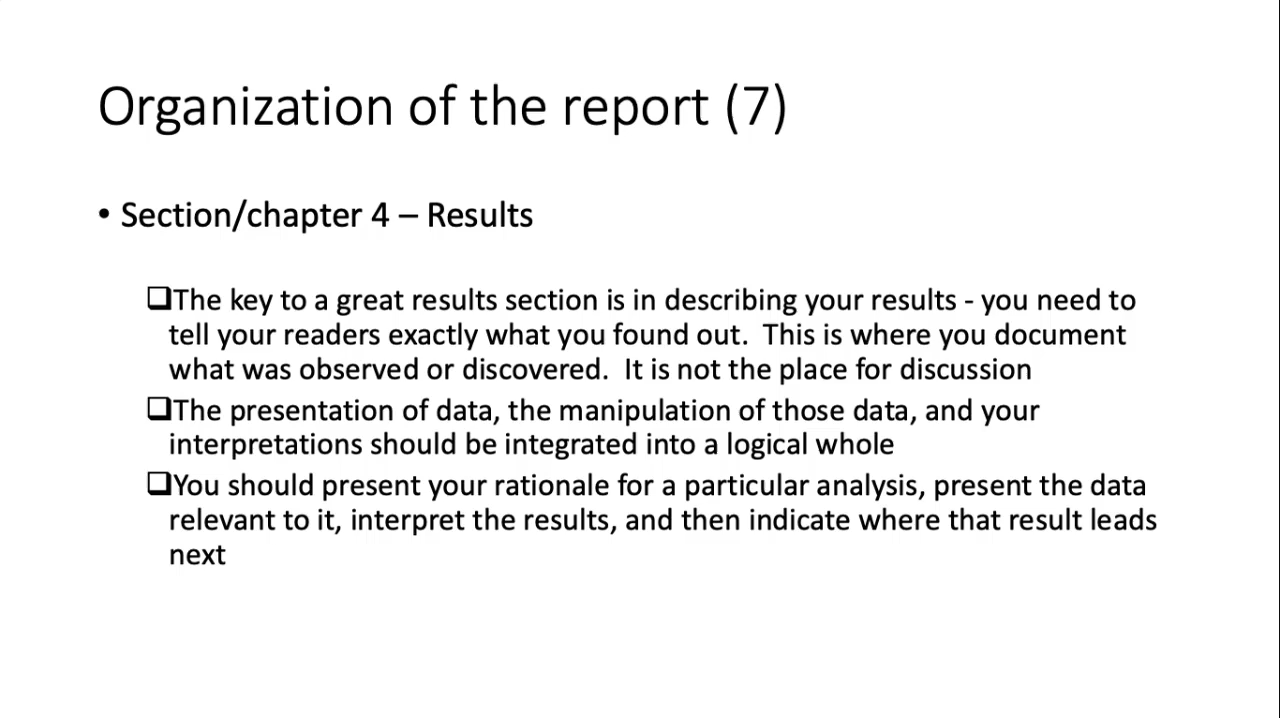 Organization of the report (7)
• Section/chapter 4 – Results
❑The key to a great results section is in describing your results - you need to
tell your readers exactly what you found out.  This is where you document
what was observed or discovered.  It is not the place for discussion
❑The presentation of data, the manipulation of those data, and your
interpretations should be integrated into a logical whole
❑You should present your rationale for a particular analysis, present the data
relevant to it, interpret the results, and then indicate where that result leads
next